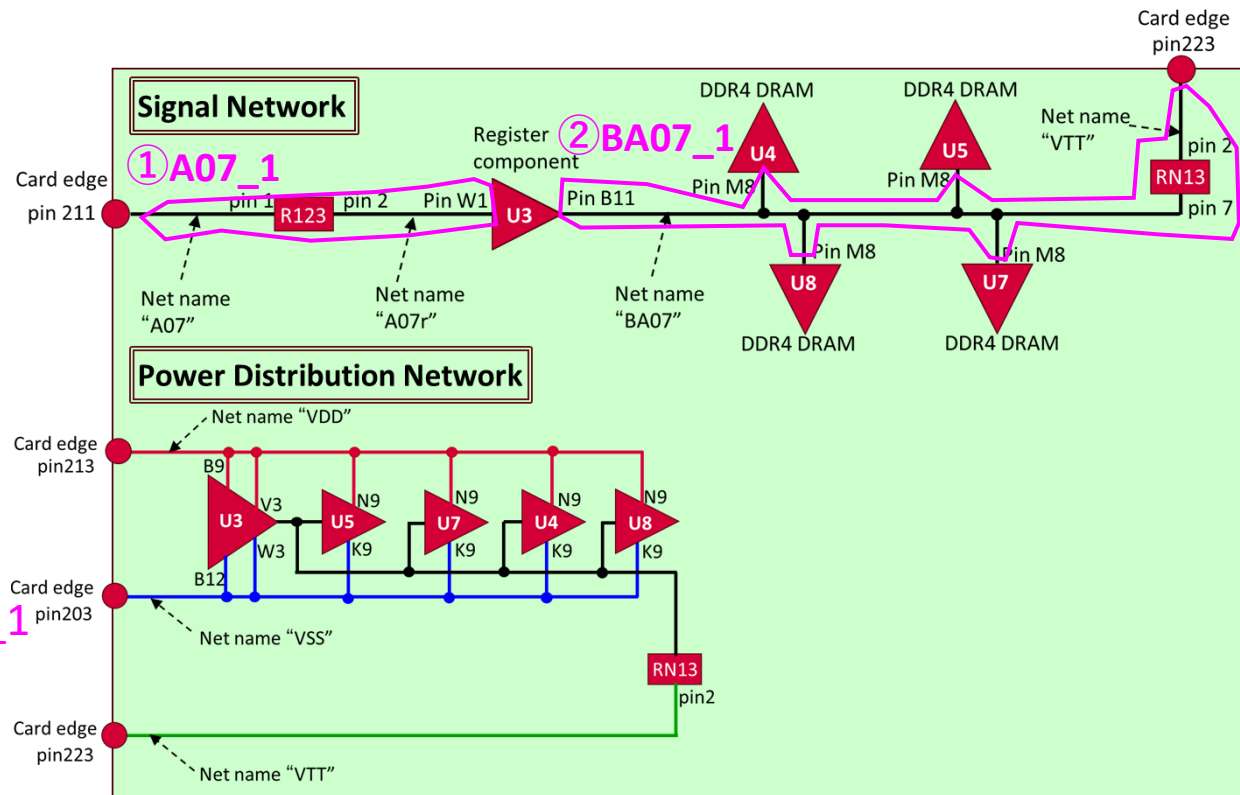 Card edge
pin223
Signal Network
DDR4 DRAM
DDR4 DRAM
Net name
“VTT”
Register
component
①A07_1
②BA07_1
U4
U5
pin 2
RN13
pin 7
Card edge
pin 211
pin 1
R123
pin 2
Pin W1
U3
Pin B11
Pin M8
Pin M8
Pin M8
Pin M8
U8
U7
Net name
“A07”
Net name
“A07r”
Net name
“BA07”
DDR4 DRAM
DDR4 DRAM
Power Distribution Network
Net name “VDD”
Card edge
pin213
B9
V3
N9
N9
N9
N9
U3
U5
U7
U4
U8
W3
K9
K9
K9
K9
B12
Card edge
pin203
_1
Net name “VSS”
RN13
pin2
Card edge
pin223
Net name “VTT”